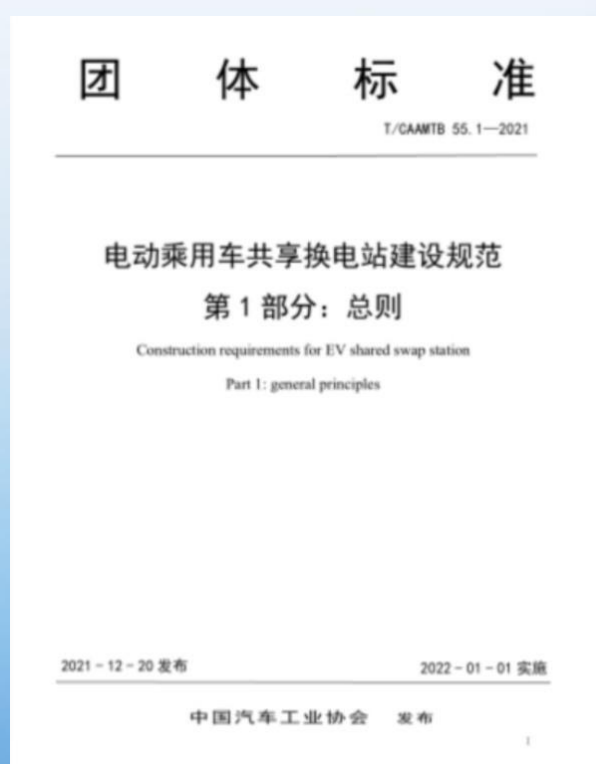 团 体 标 准
T/CAAMTB 55.1—2021
电动乘用车共享换电站建设规范
第 1 部分：总则
Construction requirements for EV shared swap station
Part 1: general principles
2021-12-20 发布
2022-01-01 实施
中国汽车工业协会 发布
1